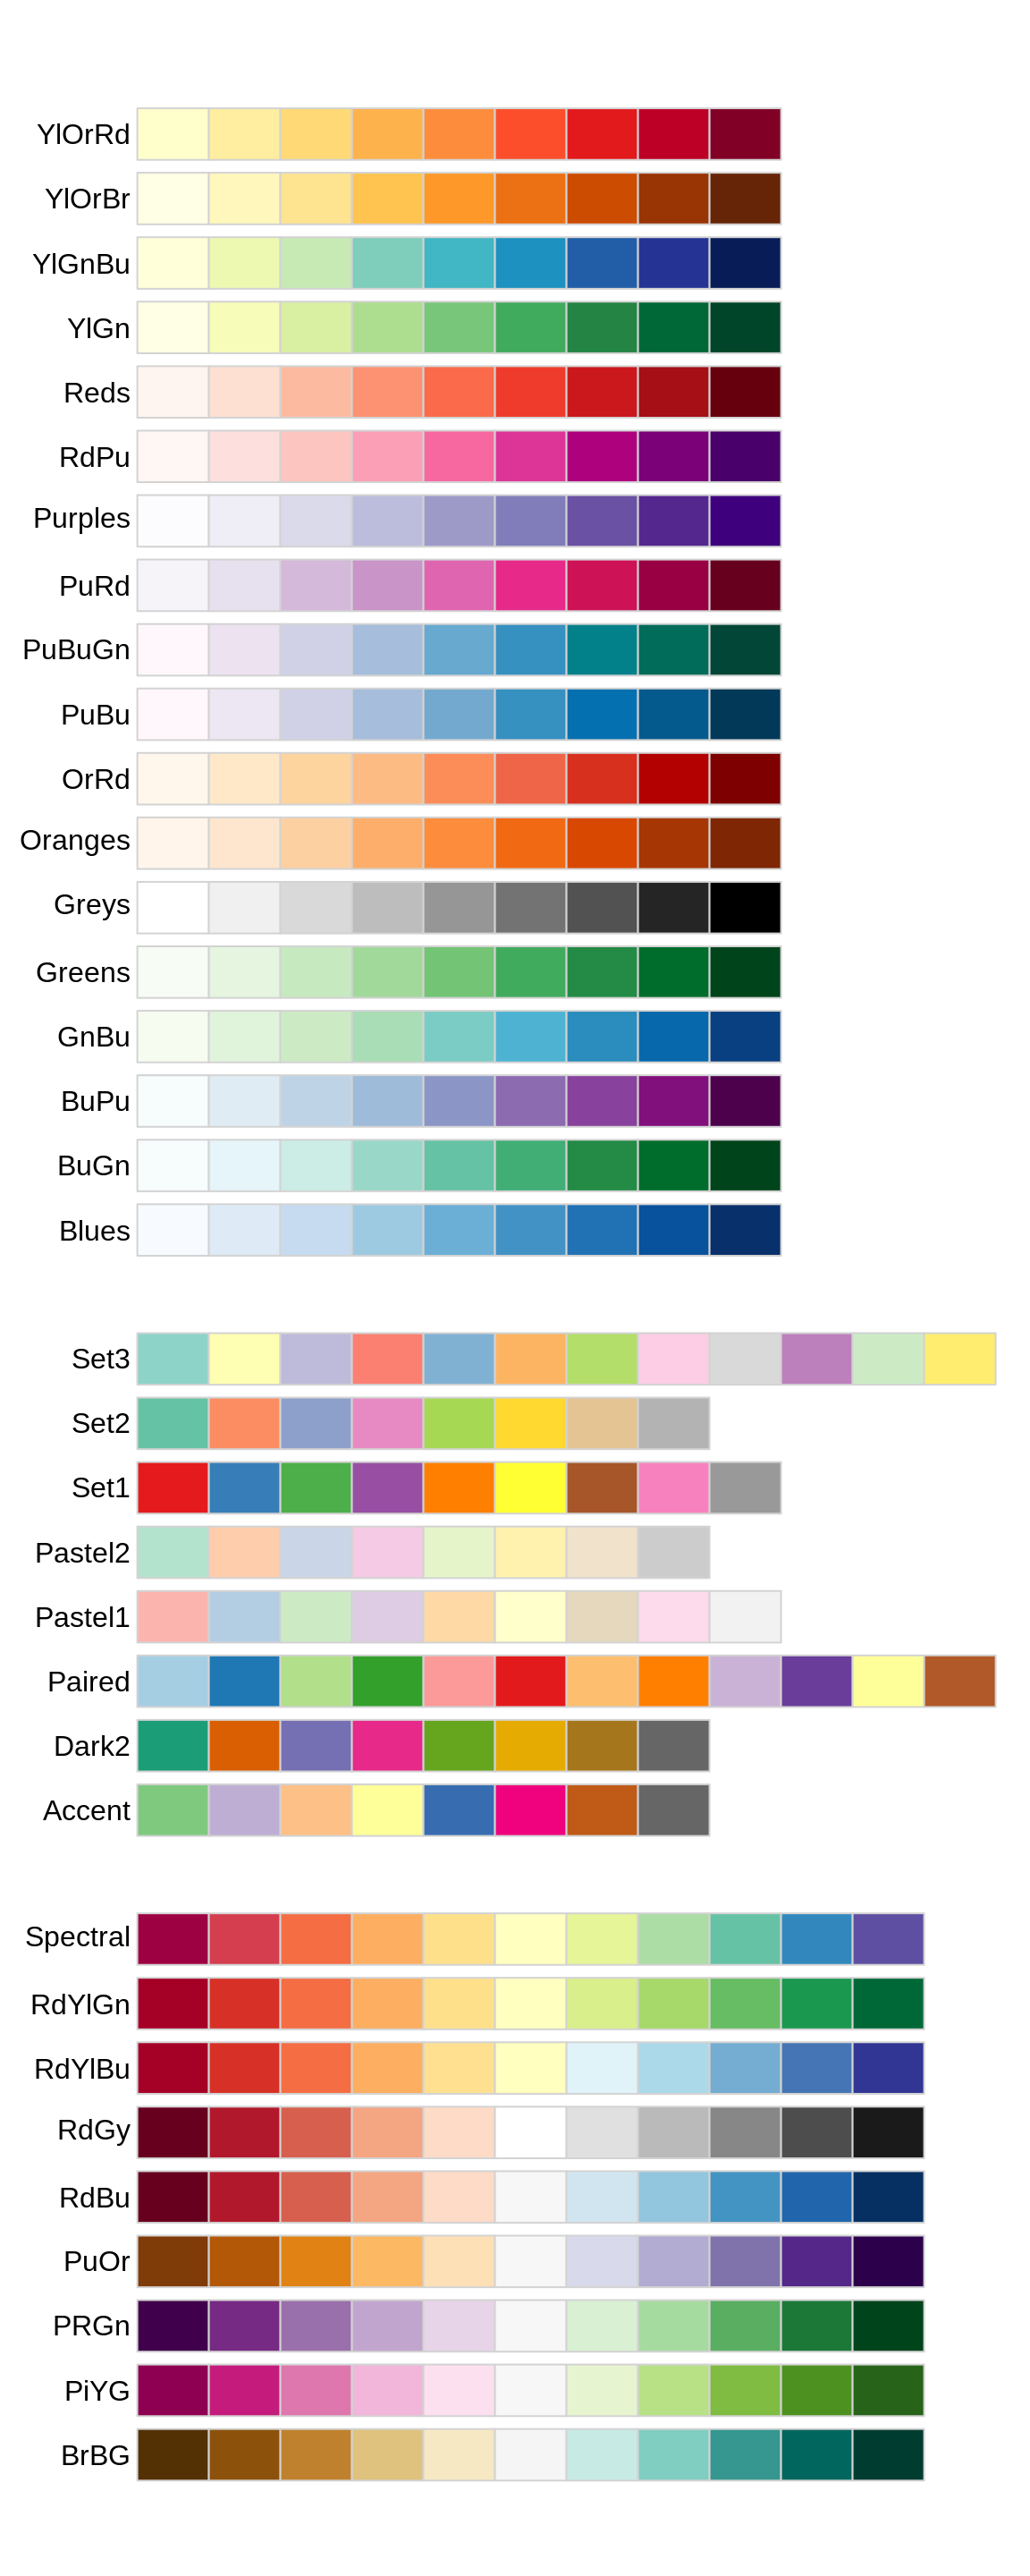 YlOrRd
YlOrBr
YlGnBu
YlGn
Reds
RdPu
Purples
PuRd
PuBuGn
PuBu
OrRd
Oranges
Greys
Greens
GnBu
BuPu
BuGn
Blues
Set3
Set2
Set1
Pastel2
Pastel1
Paired
Dark2
Accent
Spectral
RdYlGn
RdYlBu
RdGy
RdBu
PuOr
PRGn
PiYG
BrBG